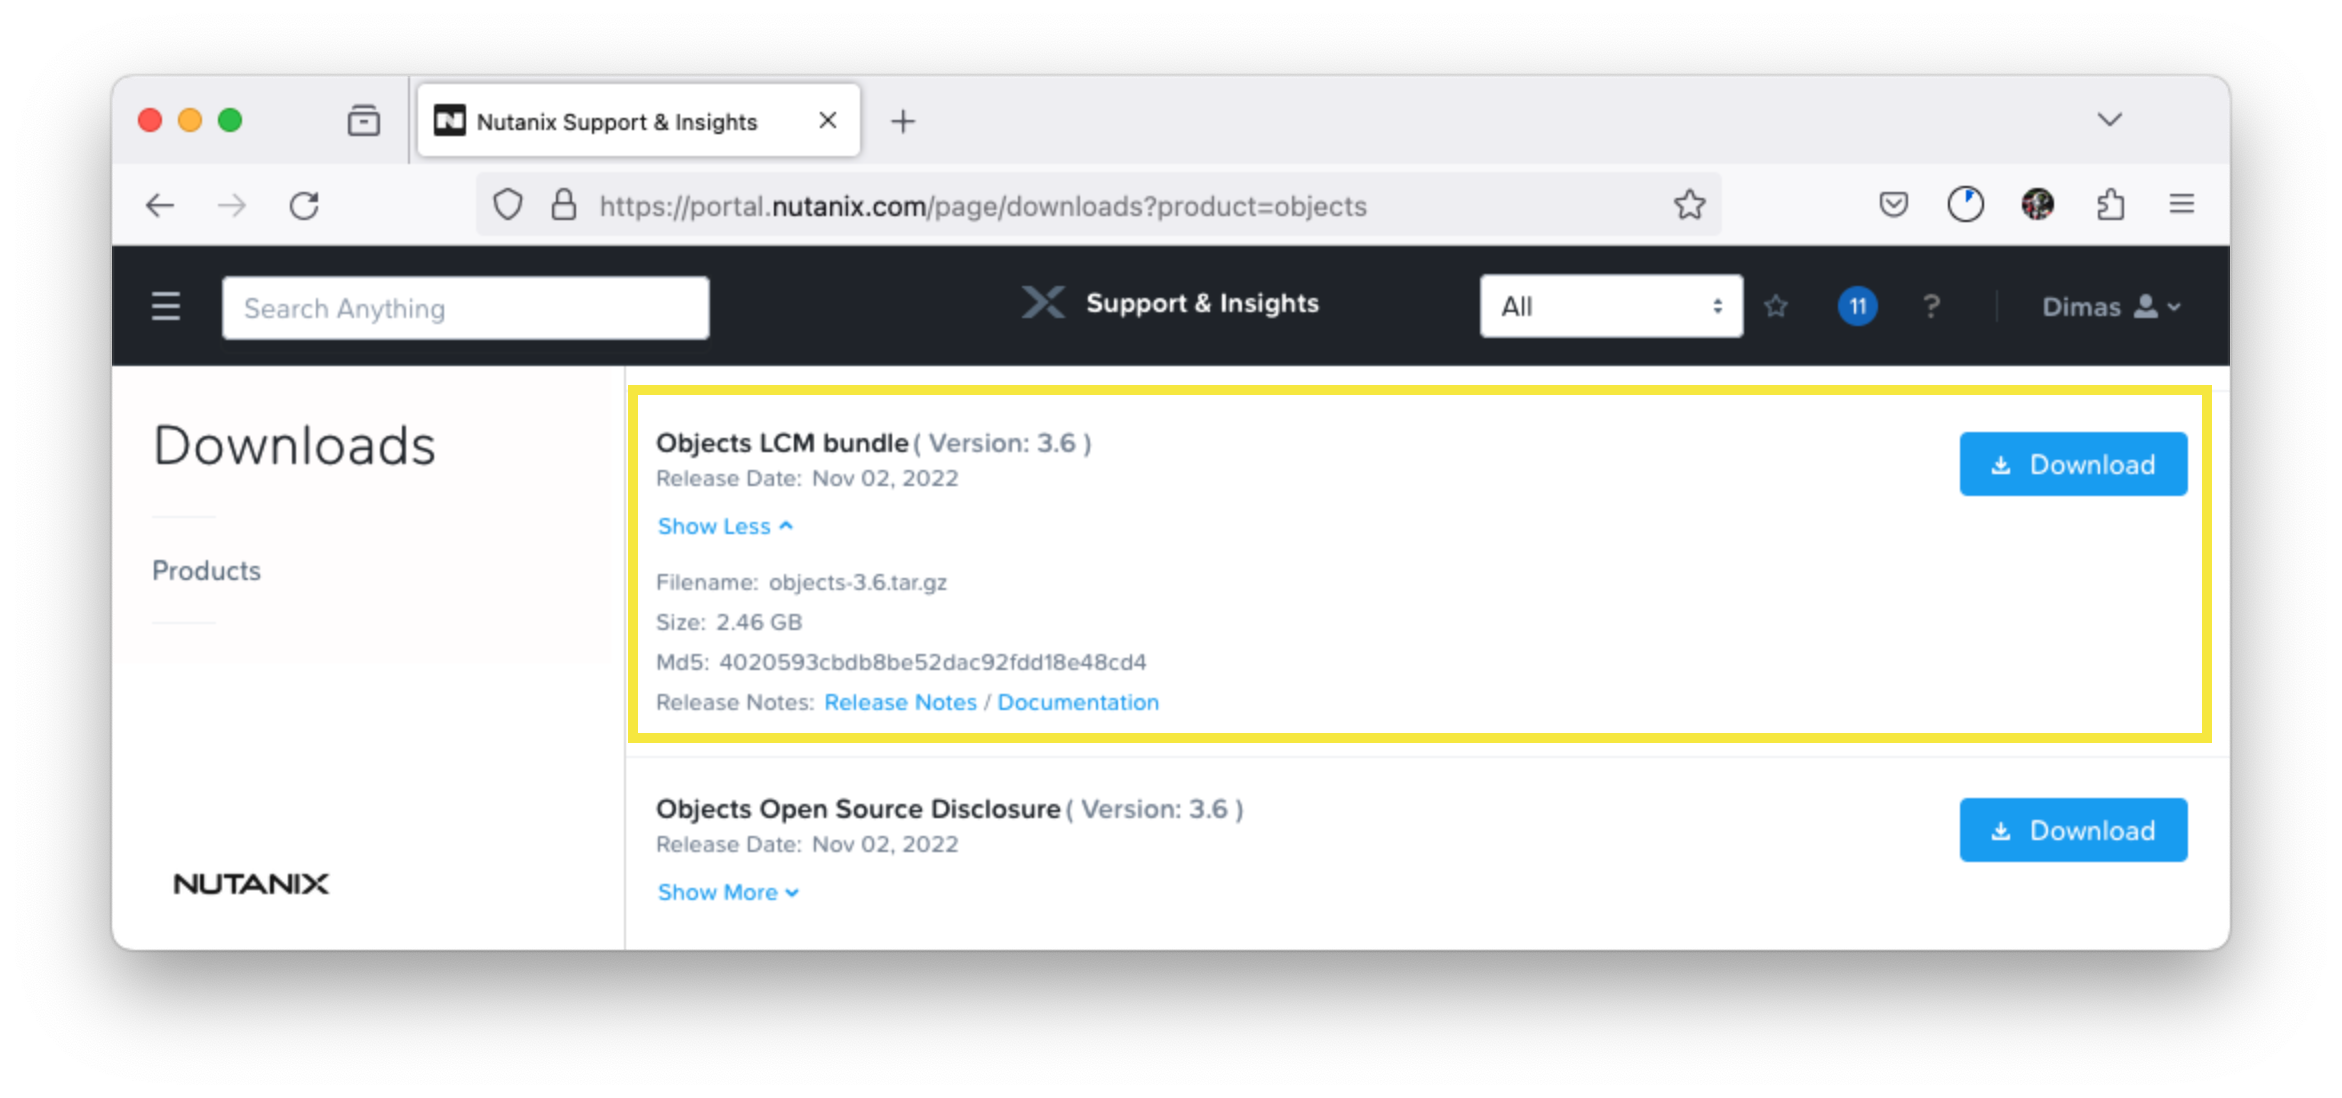 Nutanix Support & Insights
https://portal.nutanix.com/page/downloads?product=objects
Search Anything
Support & Insights
All
11
?
Dimas
Downloads
Products
NUTANIX
Objects LCM bundle ( Version: 3.6 )
Release Date: Nov 02, 2022
Download
Show Less
Filename: objects-3.6.tar.gz
Size: 2.46 GB
Md5: 4020593cbdb8be52dac92fdd18e48cd4
Release Notes: Release Notes / Documentation
Objects Open Source Disclosure ( Version: 3.6 )
Release Date: Nov 02, 2022
Download
Show More